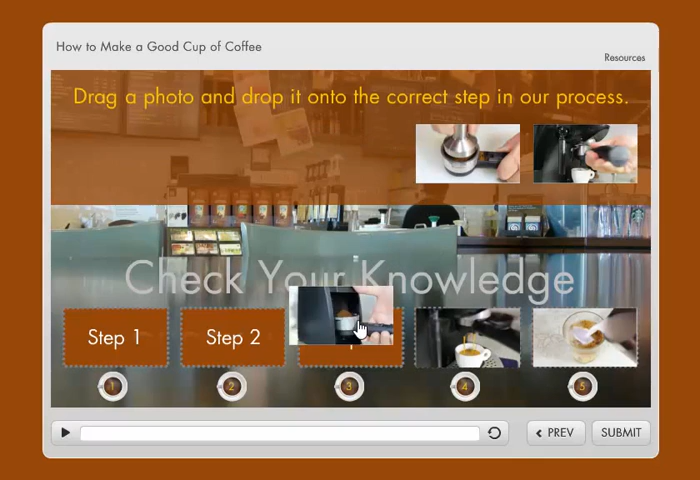 How to Make a Good Cup of Coffee
Resources
Drag a photo and drop it onto the correct step in our process.
Check Your Knowledge
Step 1
Step 2
1
2
3
4
5
PREV
SUBMIT